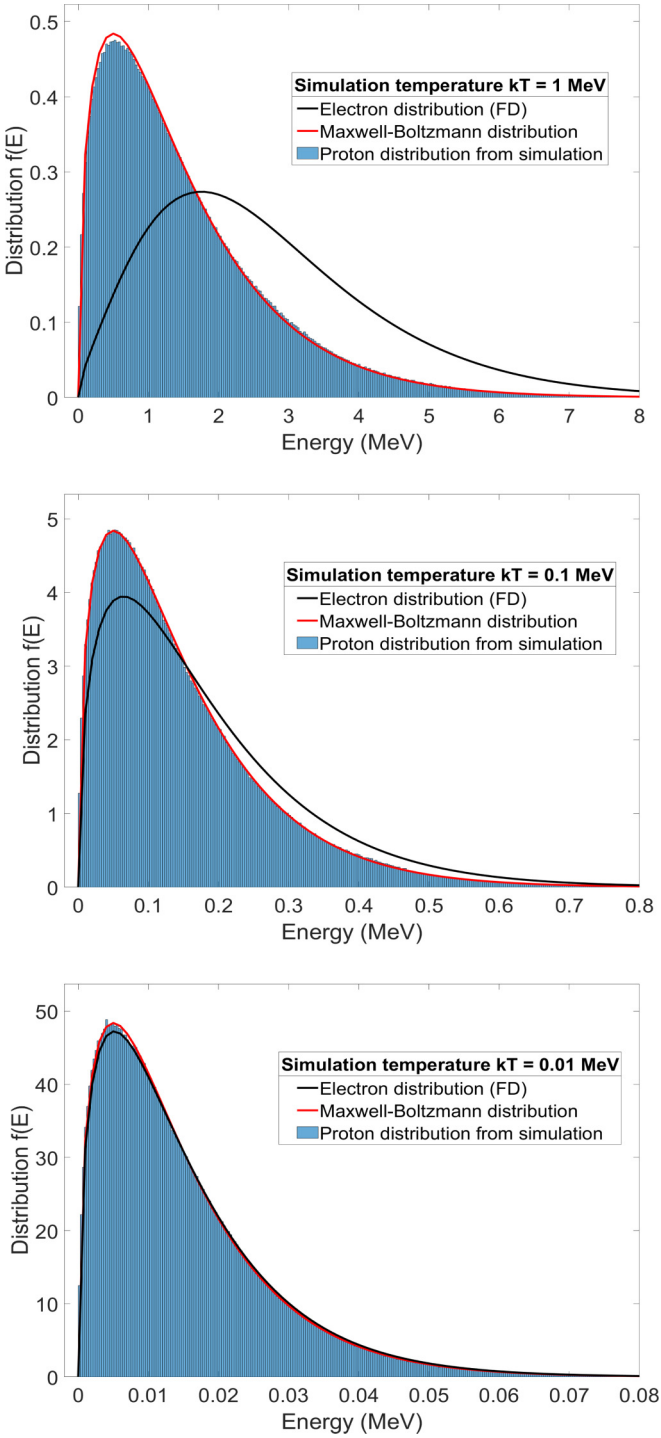 0.5
0.4
0.3
0.2
0.1
0
Distribution f(E)
Simulation temperature kT = 1 MeV
Electron distribution (FD)
Maxwell-Boltzmann distribution
Proton distribution from simulation
0 1 2 3 4 5 6 7 8
Energy (MeV)
5
4
3
2
1
0
Distribution f(E)
Simulation temperature kT = 0.1 MeV
Electron distribution (FD)
Maxwell-Boltzmann distribution
Proton distribution from simulation
0 0.1 0.2 0.3 0.4 0.5 0.6 0.7 0.8
Energy (MeV)
50
40
30
20
10
0
Distribution f(E)
Simulation temperature kT = 0.01 MeV
Electron distribution (FD)
Maxwell-Boltzmann distribution
Proton distribution from simulation
0 0.01 0.02 0.03 0.04 0.05 0.06 0.07 0.08
Energy (MeV)